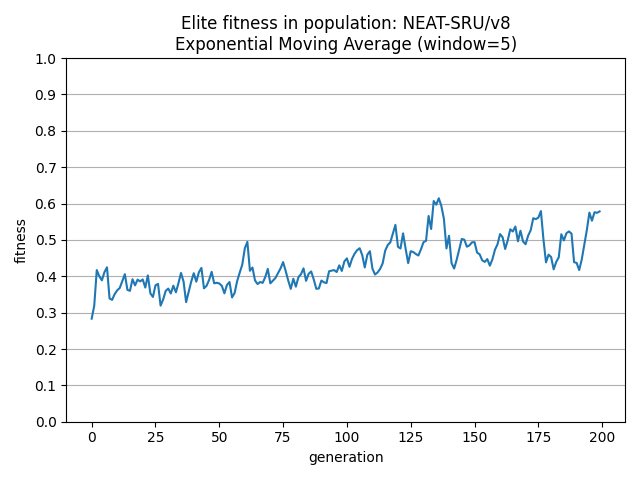 Elite fitness in population: NEAT-SRU/v8
Exponential Moving Average (window=5)
1.0
0.9
0.8
0.7
0.6
0.5
0.4
0.3
0.2
0.1
0.0
fitness
0 25 50 75 100 125 150 175 200
generation